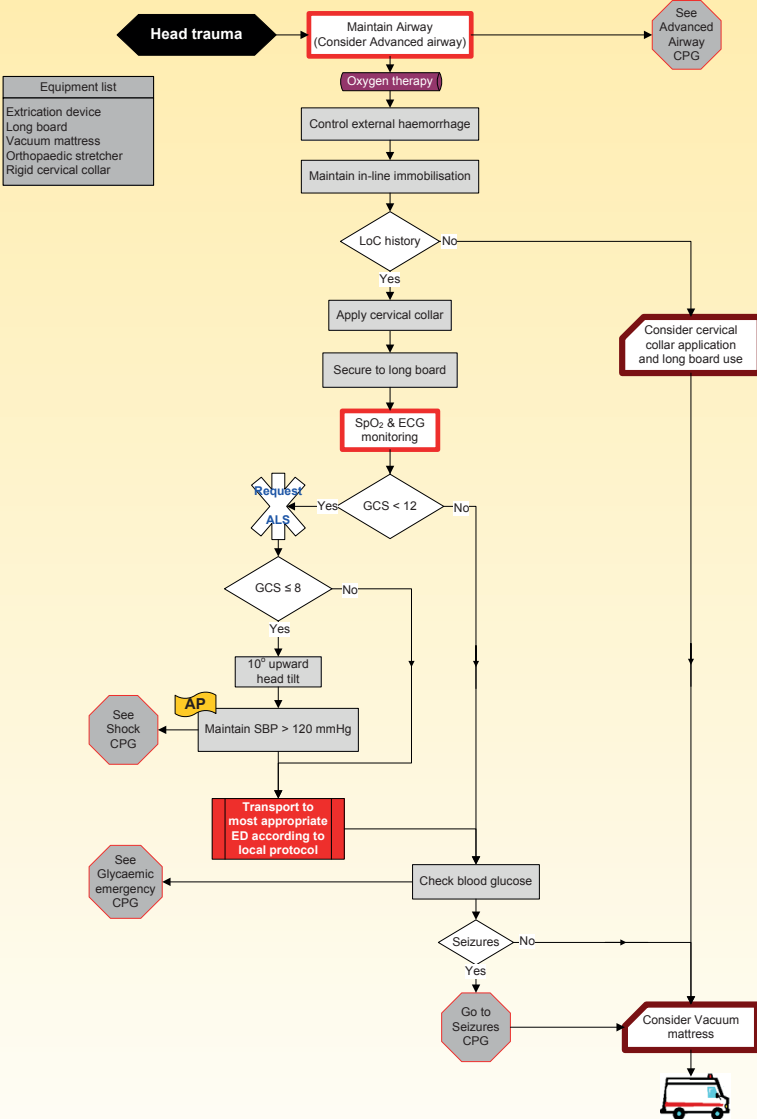 Head trauma
Maintain Airway
(Consider Advanced airway)
See
Advanced
Airway
CPG
Oxygen therapy
Equipment list
Extrication device
Long board
Vacuum mattress
Orthopaedic stretcher
Rigid cervical collar
Control external haemorrhage
Maintain in-line immobilisation
LoC history
No
Yes
Apply cervical collar
Consider cervical
collar application
and long board use
Secure to long board
SpO₂ & ECG
monitoring
Request
ALS
Yes
GCS < 12
No
GCS ≤ 8
No
Yes
10° upward
head tilt
AP
See
Shock
CPG
Maintain SBP > 120 mmHg
Transport to
most appropriate
ED according to
local protocol
See
Glycaemic
emergency
CPG
Check blood glucose
Seizures
No
Yes
Go to
Seizures
CPG
Consider Vacuum
mattress